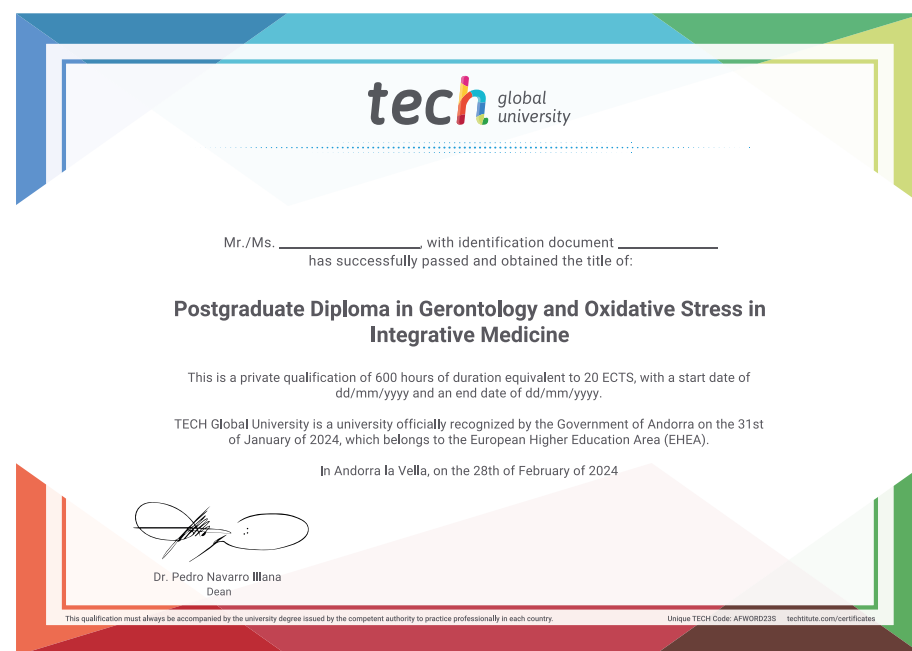 tech global university
Mr./Ms. ____________________, with identification document ______________
has successfully passed and obtained the title of:
Postgraduate Diploma in Gerontology and Oxidative Stress in
Integrative Medicine
This is a private qualification of 600 hours of duration equivalent to 20 ECTS, with a start date of
dd/mm/yyyy and an end date of dd/mm/yyyy.
TECH Global University is a university officially recognized by the Government of Andorra on the 31st
of January of 2024, which belongs to the European Higher Education Area (EHEA).
In Andorra la Vella, on the 28th of February of 2024
Dr. Pedro Navarro Illana
Dean
This qualification must always be accompanied by the university degree issued by the competent authority to practice professionally in each country.
Unique TECH Code: AFWORD23S techtitute.com/certificates